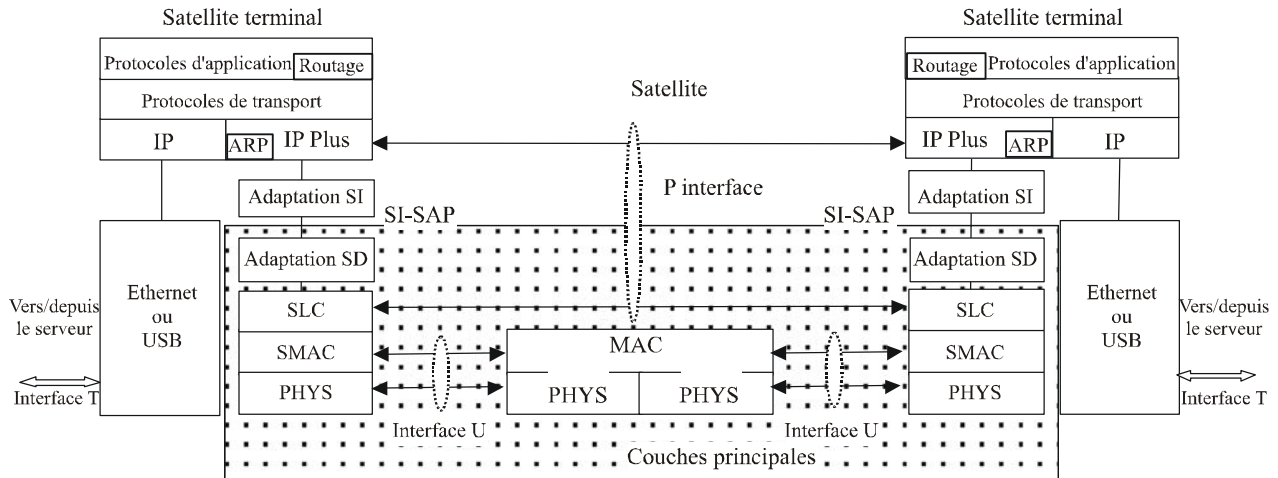 Satellite terminal
Satellite terminal
Protocoles d'application
Routage
Routage
Protocoles d'application
Protocoles de transport
Satellite
Protocoles de transport
IP
ARP
IP Plus
IP Plus
ARP
IP
P interface
Adaptation SI
Adaptation SI
SI-SAP
SI-SAP
Adaptation SD
Adaptation SD
Vers/depuis
le serveur
Ethernet
ou
USB
SLC
SLC
Ethernet
ou
USB
Vers/depuis
le serveur
SMAC
MAC
SMAC
PHYS
PHYS
PHYS
PHYS
Interface T
Interface T
Interface U
Interface U
Couches principales